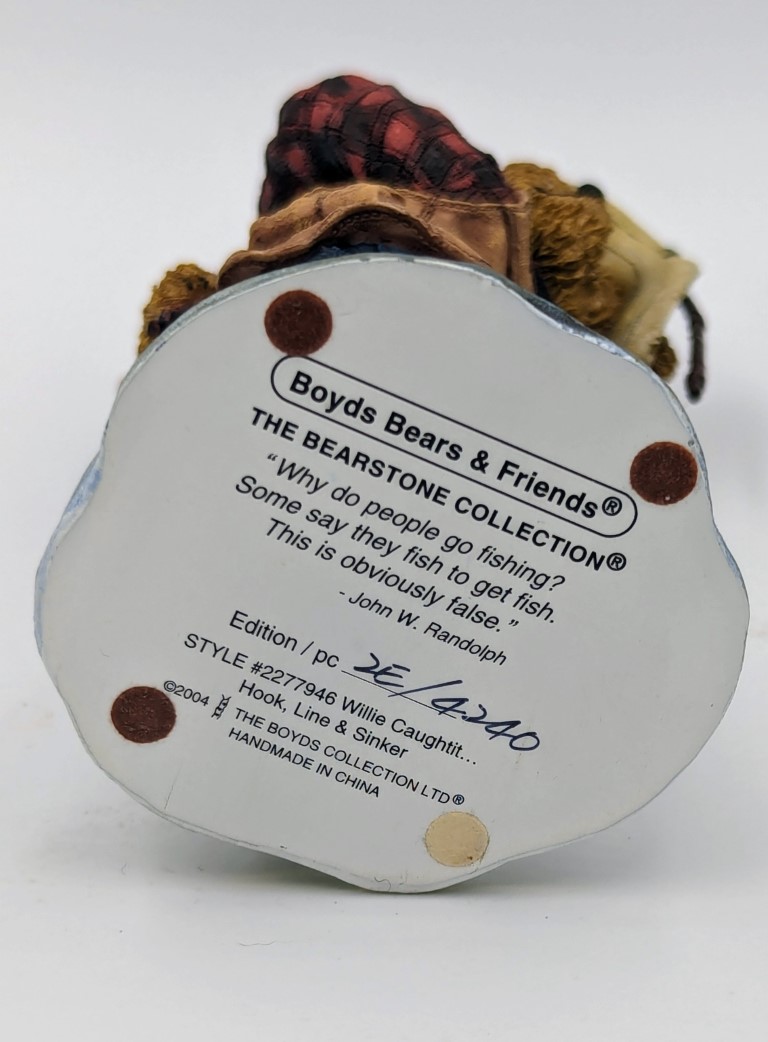 Boyds Bears & Friends®
THE BEARSTONE COLLECTION®
“Why do people go fishing?
Some say they fish to get fish.
This is obviously false.”
- John W. Randolph
Edition / pc 2E/4240
STYLE #2277946 Willie Caughtit...
Hook, Line & Sinker
©2004 THE BOYDS COLLECTION LTD®
HANDMADE IN CHINA